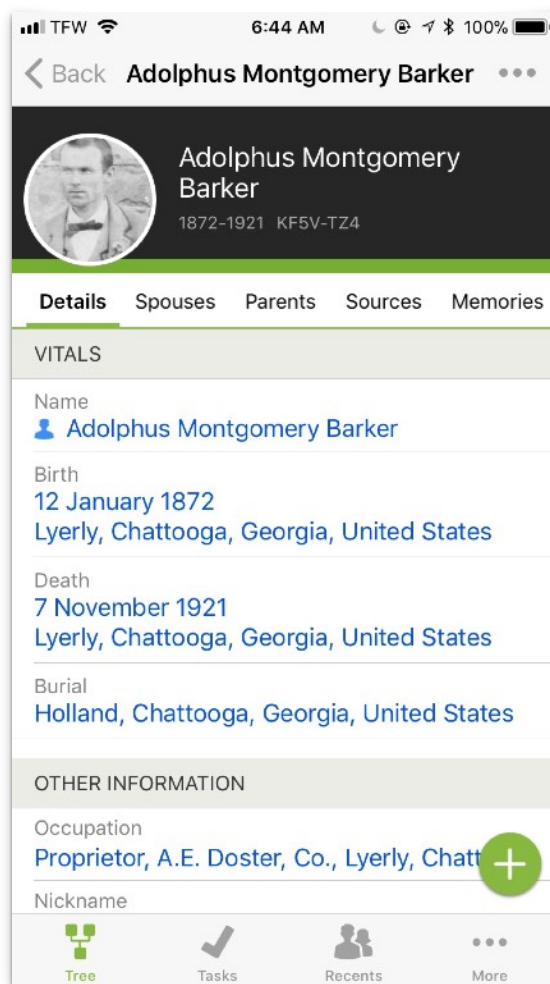 TFW 6:44 AM 100%
Back Adolphus Montgomery Barker
Adolphus Montgomery
Barker
1872-1921 KF5V-TZ4
Details Spouses Parents Sources Memories
VITALS
Name
Adolphus Montgomery Barker
Birth
12 January 1872
Lyerly, Chattooga, Georgia, United States
Death
7 November 1921
Lyerly, Chattooga, Georgia, United States
Burial
Holland, Chattooga, Georgia, United States
OTHER INFORMATION
Occupation
Proprietor, A.E. Doster, Co., Lyerly, Chatt
Nickname
Tree Tasks Recents More